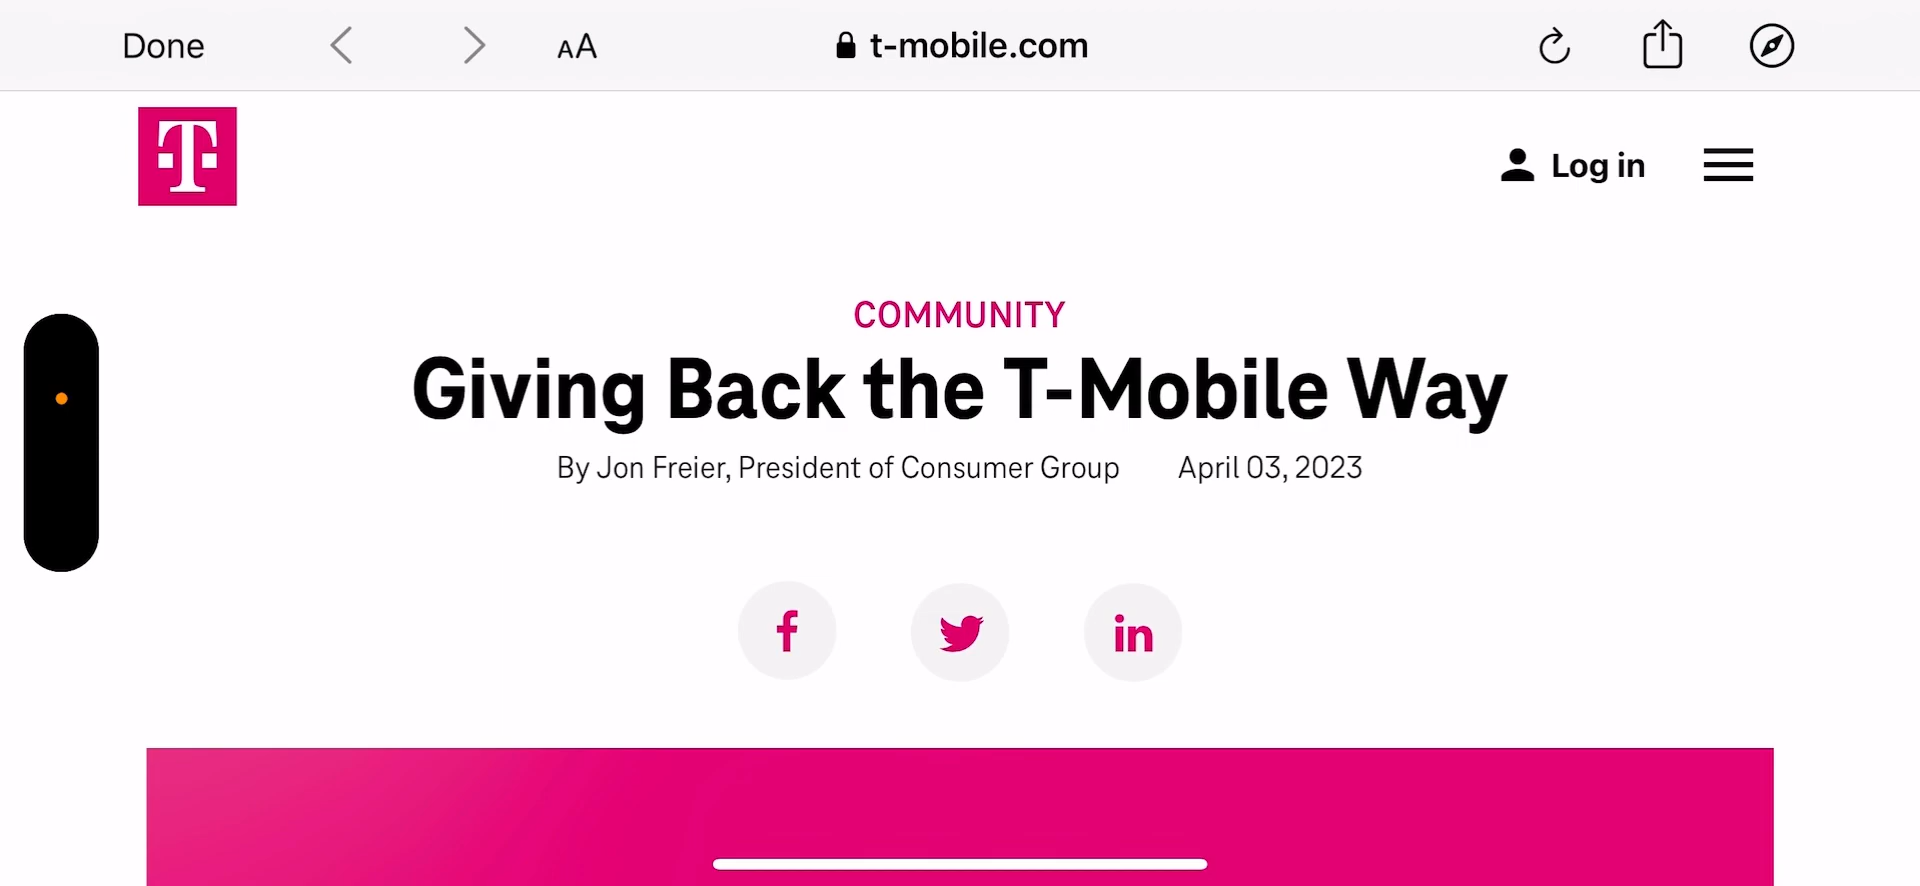 Done
AA
t-mobile.com
T
Log in
COMMUNITY
Giving Back the T-Mobile Way
By Jon Freier, President of Consumer Group April 03, 2023
f
in